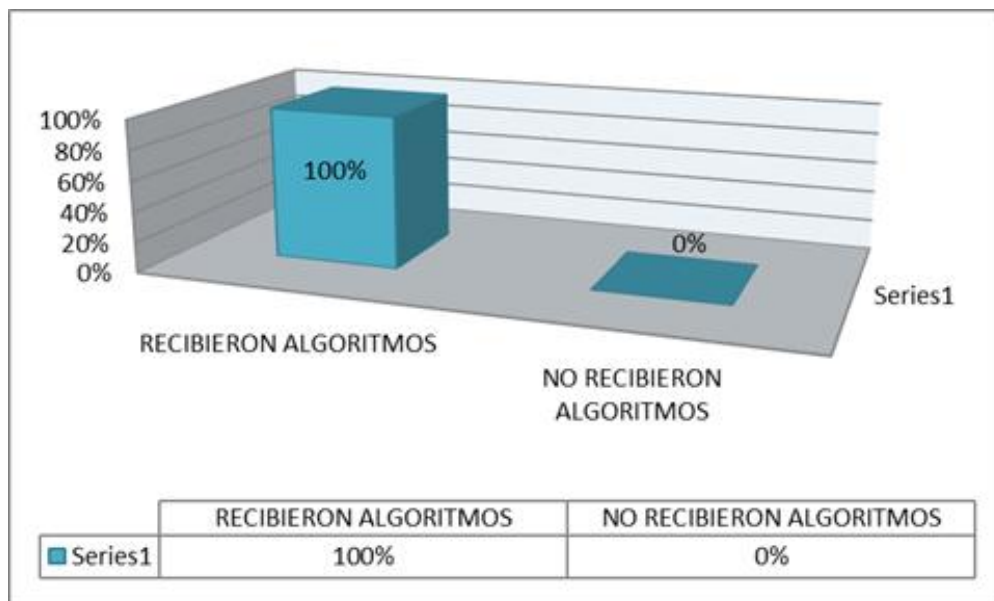 100%
80%
60%
40%
20%
0%
100%
0%
Series1
RECIBIERON ALGORITMOS
NO RECIBIERON
ALGORITMOS
RECIBIERON ALGORITMOS NO RECIBIERON ALGORITMOS
Series1 100% 0%